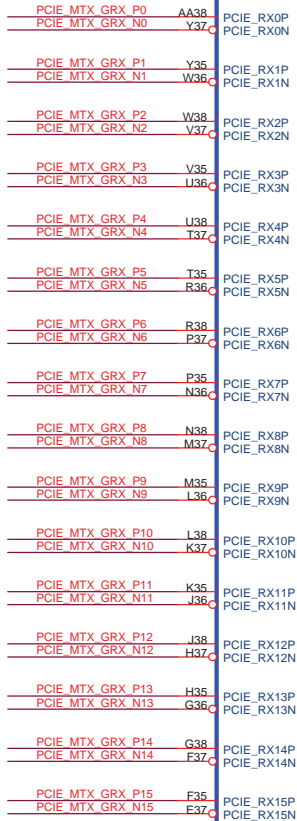 PCIE_MTX_GRX_P0 AA38 PCIE_RX0P
PCIE_MTX_GRX_N0 Y37 PCIE_RX0N
PCIE_MTX_GRX_P1 Y35 PCIE_RX1P
PCIE_MTX_GRX_N1 W36 PCIE_RX1N
PCIE_MTX_GRX_P2 W38 PCIE_RX2P
PCIE_MTX_GRX_N2 V37 PCIE_RX2N
PCIE_MTX_GRX_P3 V35 PCIE_RX3P
PCIE_MTX_GRX_N3 U36 PCIE_RX3N
PCIE_MTX_GRX_P4 U38 PCIE_RX4P
PCIE_MTX_GRX_N4 T37 PCIE_RX4N
PCIE_MTX_GRX_P5 T35 PCIE_RX5P
PCIE_MTX_GRX_N5 R36 PCIE_RX5N
PCIE_MTX_GRX_P6 R38 PCIE_RX6P
PCIE_MTX_GRX_N6 P37 PCIE_RX6N
PCIE_MTX_GRX_P7 P35 PCIE_RX7P
PCIE_MTX_GRX_N7 N36 PCIE_RX7N
PCIE_MTX_GRX_P8 N38 PCIE_RX8P
PCIE_MTX_GRX_N8 M37 PCIE_RX8N
PCIE_MTX_GRX_P9 M35 PCIE_RX9P
PCIE_MTX_GRX_N9 L36 PCIE_RX9N
PCIE_MTX_GRX_P10 L38 PCIE_RX10P
PCIE_MTX_GRX_N10 K37 PCIE_RX10N
PCIE_MTX_GRX_P11 K35 PCIE_RX11P
PCIE_MTX_GRX_N11 J36 PCIE_RX11N
PCIE_MTX_GRX_P12 J38 PCIE_RX12P
PCIE_MTX_GRX_N12 H37 PCIE_RX12N
PCIE_MTX_GRX_P13 H35 PCIE_RX13P
PCIE_MTX_GRX_N13 G36 PCIE_RX13N
PCIE_MTX_GRX_P14 G38 PCIE_RX14P
PCIE_MTX_GRX_N14 F37 PCIE_RX14N
PCIE_MTX_GRX_P15 F35 PCIE_RX15P
PCIE_MTX_GRX_N15 E37 PCIE_RX15N